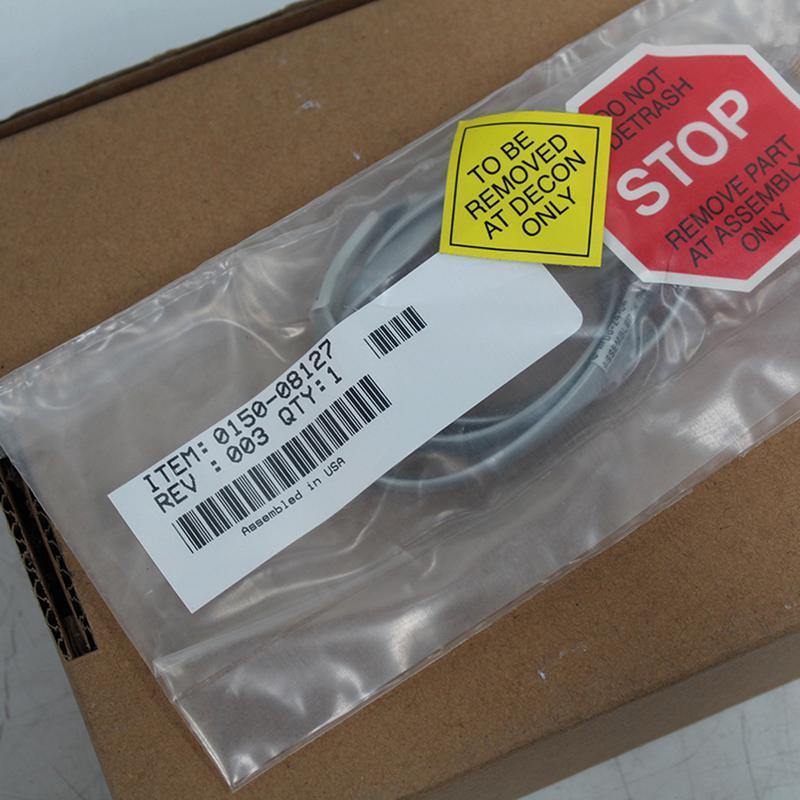 DO NOT
DETRASH
STOP
REMOVE PART
AT ASSEMBLY
ONLY
TO BE
REMOVED
AT DECON
ONLY
ITEM: 0150-08127
REV : 003 QTY: 1
Assembled in USA